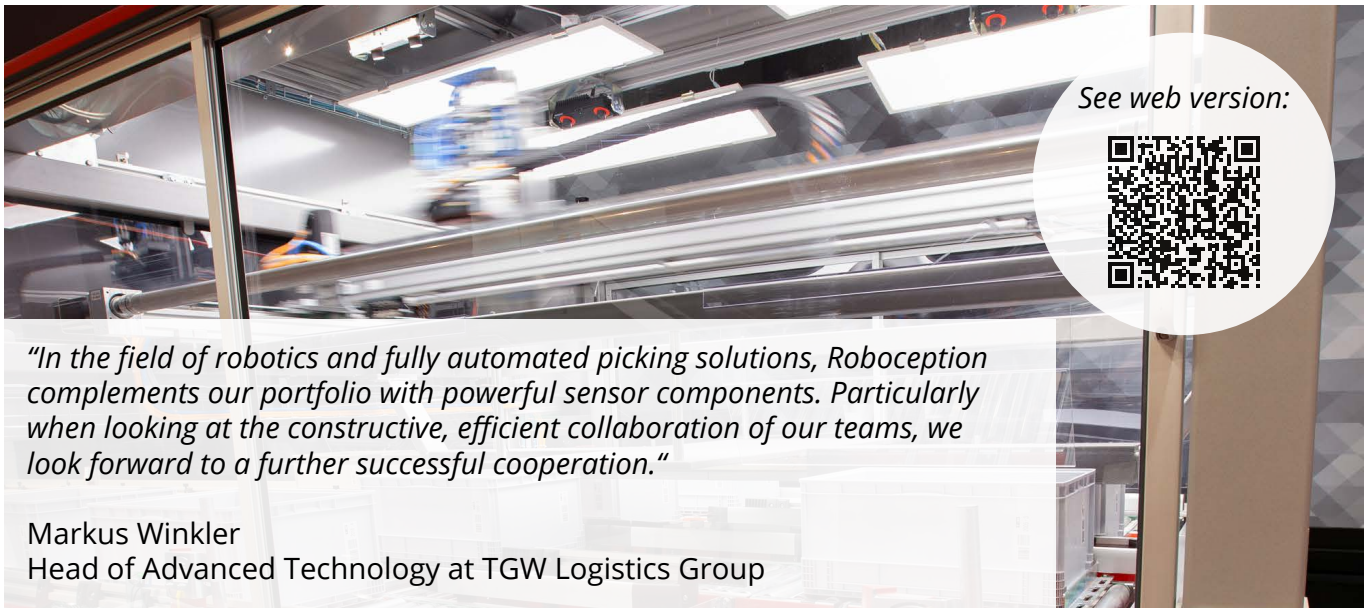 See web version:
“In the field of robotics and fully automated picking solutions, Roboception
complements our portfolio with powerful sensor components. Particularly
when looking at the constructive, efficient collaboration of our teams, we
look forward to a further successful cooperation.“
Markus Winkler
Head of Advanced Technology at TGW Logistics Group